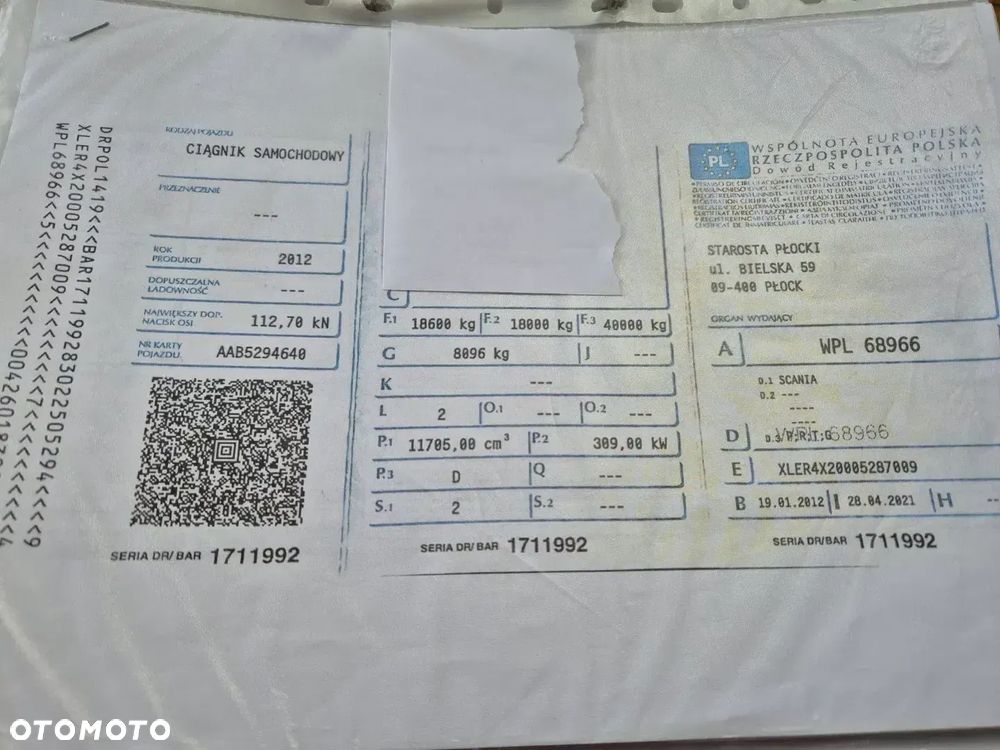 DRPOL1419<<BAR1711992830225050294<<<<9
XLER4X20005287009<<<<<<<<7<<<<<<
WPL68966<<5<<<<<<<<<
RODZAJ POJAZDU
CIĄGNIK SAMOCHODOWY
PRZEZNACZENIE
---
ROK PRODUKCJI 2012
DOPUSZCZALNA ŁADOWNOŚĆ ---
NAJWIĘKSZY DOP. NACISK OSI 112,70 kN
NR KARTY POJAZDU. AAB5294640
SERIA DR/BAR 1711992
C
F.1 18600 kg F.2 18000 kg F.3 40000 kg
G 8096 kg J ---
K ---
L 2 O.1 --- O.2 ---
P.1 11705,00 cm³ P.2 309,00 kW
P.3 D Q ---
S.1 2 S.2 ---
SERIA DR/BAR 1711992
PL
WSPÓLNOTA EUROPEJSKA
RZECZPOSPOLITA POLSKA
Dowód Rejestracyjny
STAROSTA PŁOCKI
ul. BIELSKA 59
09-400 PŁOCK
ORGAN WYDAJĄCY
A WPL 68966
D.1 SCANIA
D.2 ---
----
----
D D.3 P;R;T;G
WPL 68966
E XLER4X20005287009
B 19.01.2012 I 28.04.2021 H --
SERIA DR/BAR 1711992
OTOMOTO